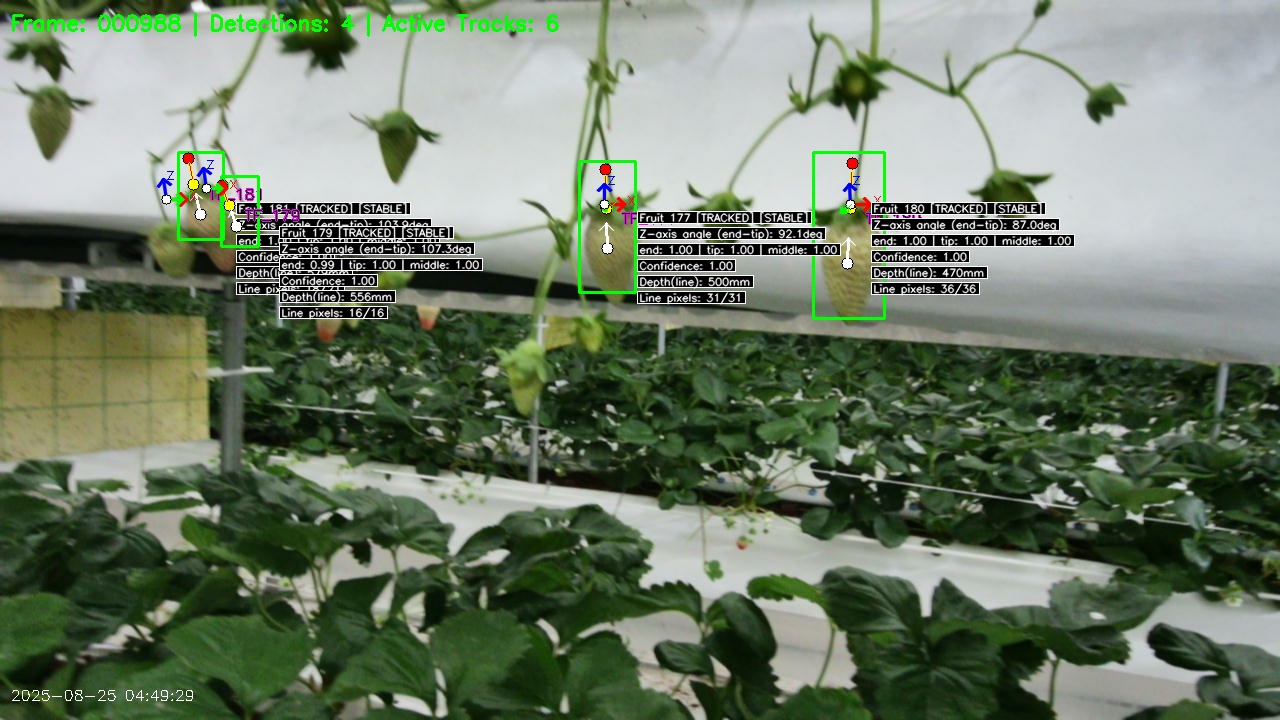 Frame: 000988 | Detections: 4 | Active Tracks: 6
Z
Z
TF_181
Fruit 181 [TRACKED] [STABLE]
TF_179
Fruit 179 [TRACKED] [STABLE]
Z-axis angle (end-tip): 107.3deg
end: 0.99 | tip: 1.00 | middle: 1.00
Confidence: 1.00
Depth(line): 556mm
Line pixels: 16/16
Z
X
Fruit 177 [TRACKED] [STABLE]
Z-axis angle (end-tip): 92.1deg
end: 1.00 | tip: 1.00 | middle: 1.00
Confidence: 1.00
Depth(line): 500mm
Line pixels: 31/31
Z
Fruit 180 [TRACKED] [STABLE]
Z-axis angle (end-tip): 87.0deg
end: 1.00 | tip: 1.00 | middle: 1.00
Confidence: 1.00
Depth(line): 470mm
Line pixels: 36/36
2025-08-25 04:49:29